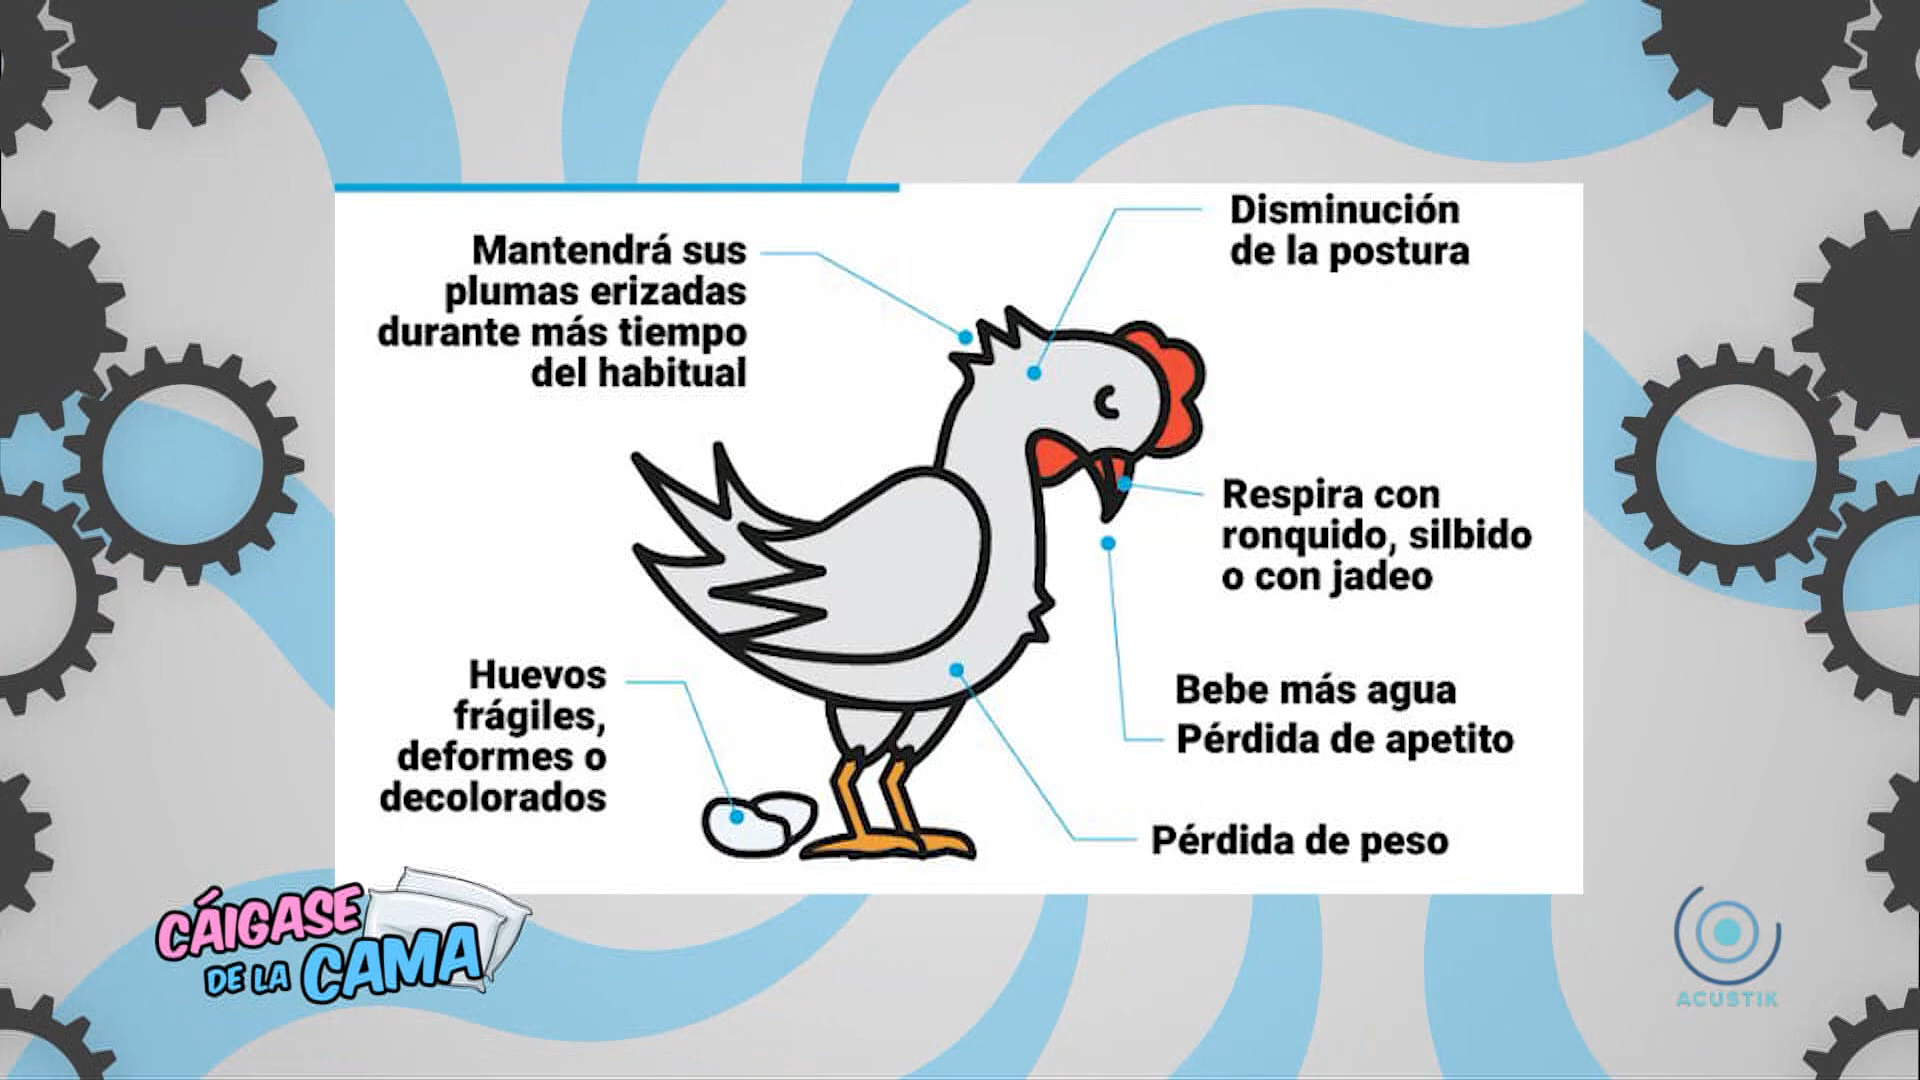 Disminución
de la postura
Mantendrá sus
plumas erizadas
durante más tiempo
del habitual
Respira con
ronquido, silbido
o con jadeo
Huevos
frágiles,
deformes o
decolorados
Bebe más agua
Pérdida de apetito
Pérdida de peso
CÁIGASE
DE LA CAMA
ACUSTIK